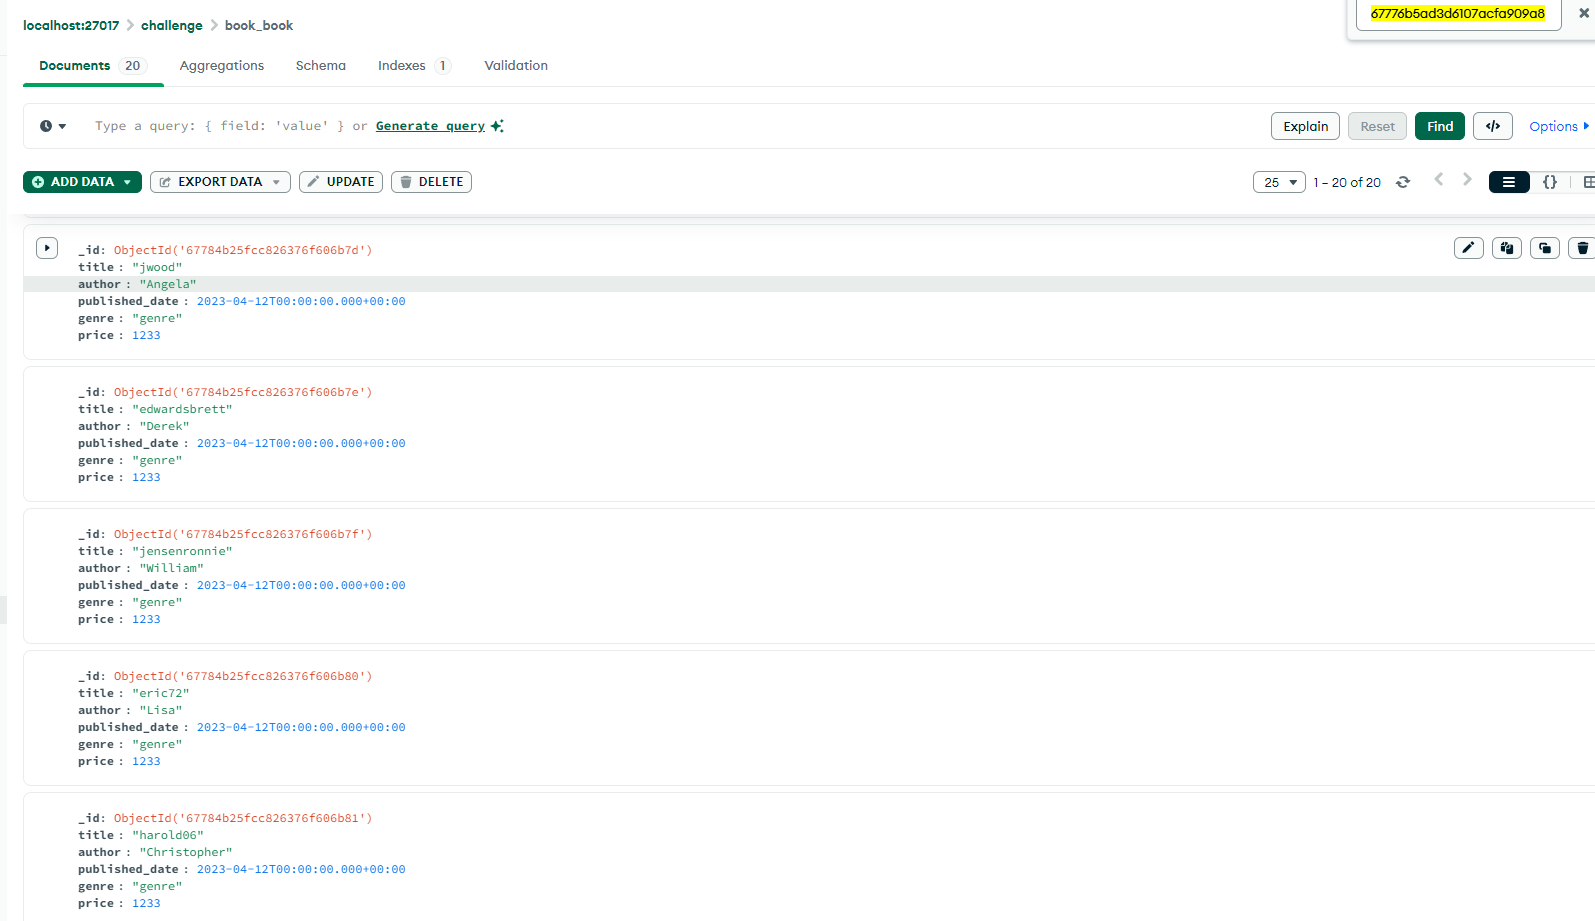 67776b5ad3d6107acfa909a8
localhost:27017 > challenge > book_book
Documents 20 Aggregations Schema Indexes 1 Validation
Type a query: { field: 'value' } or Generate query
Explain Reset Find </> Options
ADD DATA EXPORT DATA UPDATE DELETE
25 1 – 20 of 20 {}
_id: ObjectId('67784b25fcc826376f606b7d')
title : "jwood"
author : "Angela"
published_date : 2023-04-12T00:00:00.000+00:00
genre : "genre"
price : 1233
_id: ObjectId('67784b25fcc826376f606b7e')
title : "edwardsbrett"
author : "Derek"
published_date : 2023-04-12T00:00:00.000+00:00
genre : "genre"
price : 1233
_id: ObjectId('67784b25fcc826376f606b7f')
title : "jensenronnie"
author : "William"
published_date : 2023-04-12T00:00:00.000+00:00
genre : "genre"
price : 1233
_id: ObjectId('67784b25fcc826376f606b80')
title : "eric72"
author : "Lisa"
published_date : 2023-04-12T00:00:00.000+00:00
genre : "genre"
price : 1233
_id: ObjectId('67784b25fcc826376f606b81')
title : "harold06"
author : "Christopher"
published_date : 2023-04-12T00:00:00.000+00:00
genre : "genre"
price : 1233